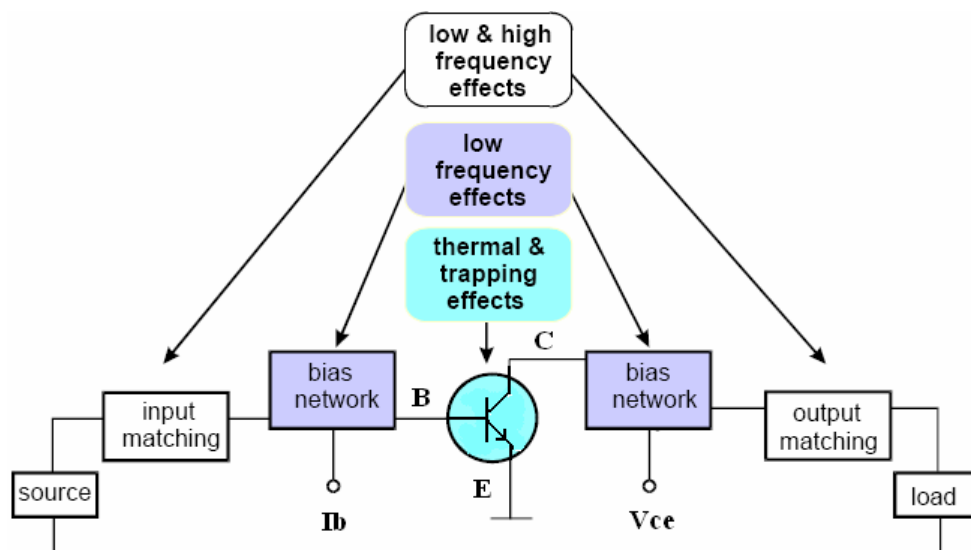 low & high
frequency
effects
low
frequency
effects
thermal &
trapping
effects
C
bias
network
bias
network
B
input
matching
output
matching
source
E
load
Ib
Vce